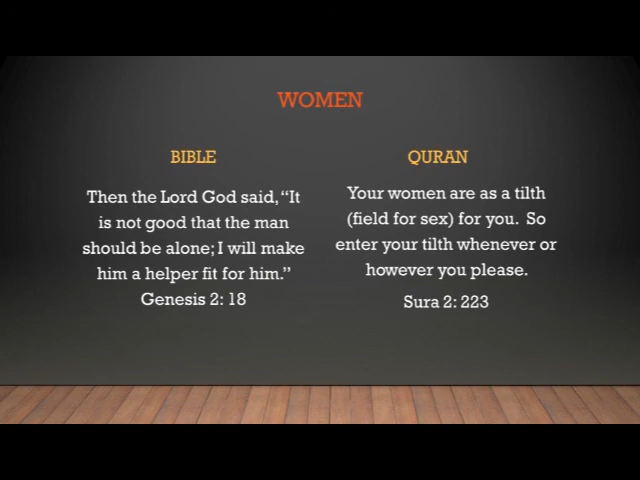 WOMEN
BIBLE
Then the Lord God said, “It
is not good that the man
should be alone; I will make
him a helper fit for him.”
Genesis 2: 18
QURAN
Your women are as a tilth
(field for sex) for you. So
enter your tilth whenever or
however you please.
Sura 2: 223